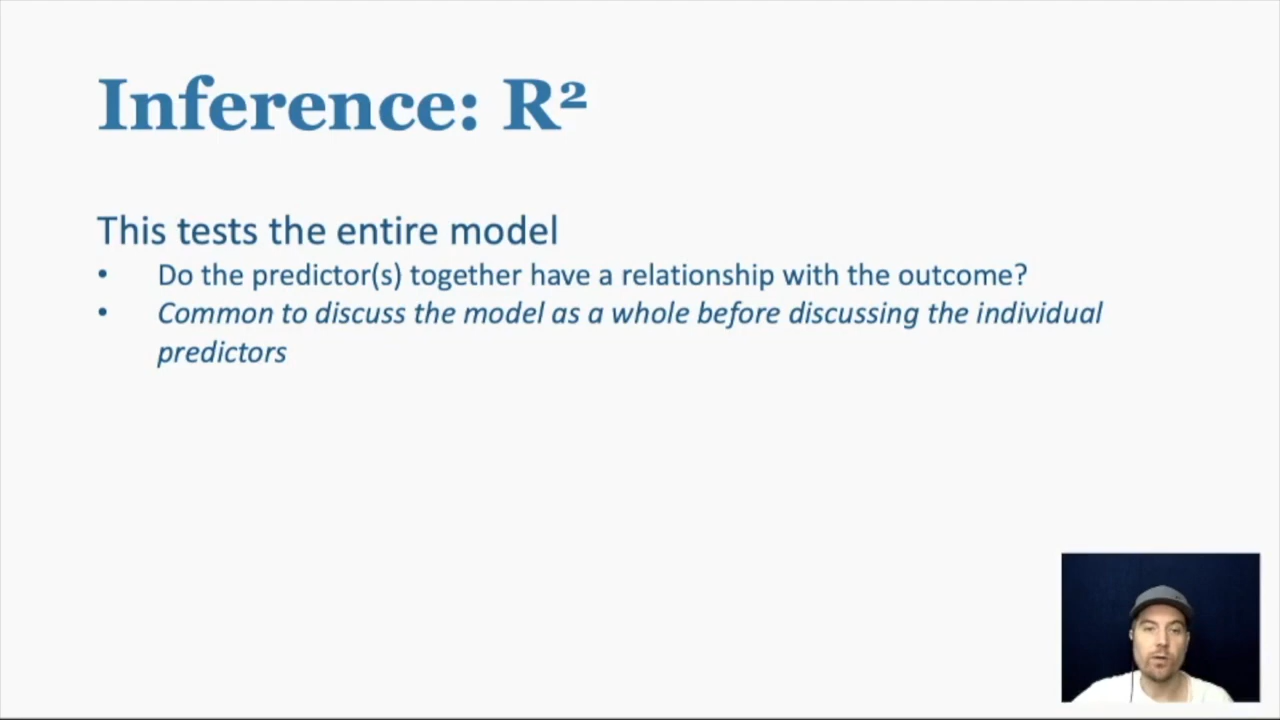 Inference: R²
This tests the entire model
• Do the predictor(s) together have a relationship with the outcome?
• Common to discuss the model as a whole before discussing the individual
predictors